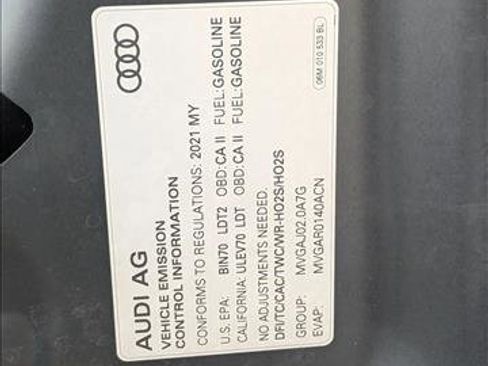 AUDI AG
VEHICLE EMISSION
CONTROL INFORMATION
CONFORMS TO REGULATIONS: 2021 MY
U.S. EPA: BIN70 LDT2 OBD: CA II FUEL: GASOLINE
CALIFORNIA: ULEV70 LDT OBD: CA II FUEL: GASOLINE
NO ADJUSTMENTS NEEDED.
DFI/TC/CAC/TWC/WR-HO2S/HO2S
GROUP: MVGAJ02.0A7G
EVAP: MVGAR0140ACN
06M 010 533 BL